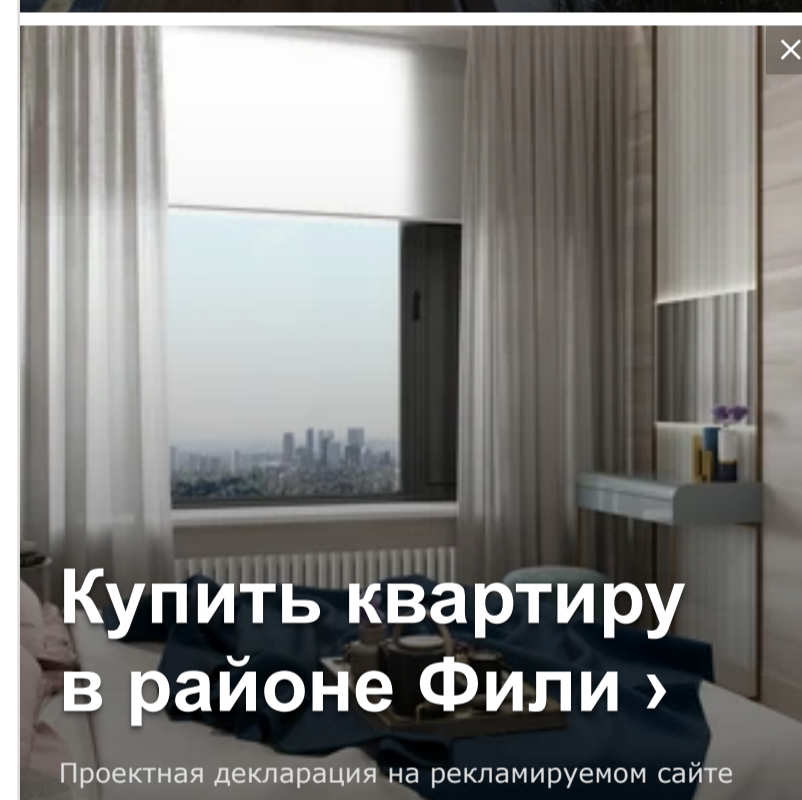 Купить квартиру
в районе Фили ›
Проектная декларация на рекламируемом сайте